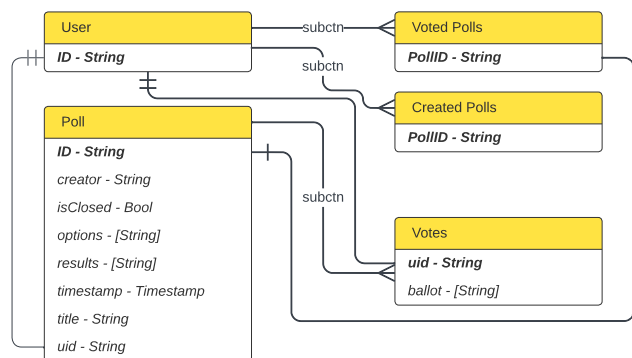 User
ID - String
subctn
subctn
Voted Polls
PollID - String
Created Polls
PollID - String
Poll
ID - String
creator - String
isClosed - Bool
options - [String]
results - [String]
timestamp - Timestamp
title - String
uid - String
subctn
Votes
uid - String
ballot - [String]